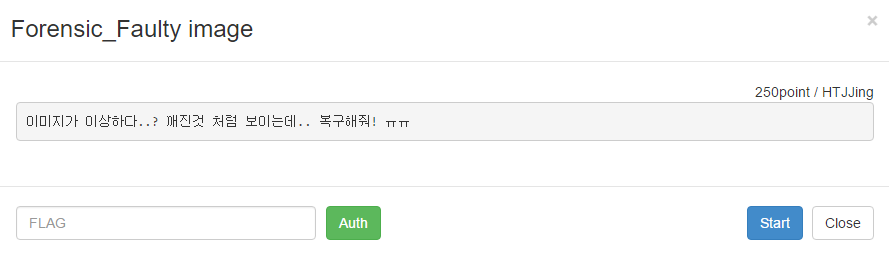 Forensic_Faulty image
×
250point / HTJJing
이미지가 이상하다..? 깨진것 처럼 보이는데.. 복구해줘! ㅠㅠ
FLAG
Auth
Start
Close